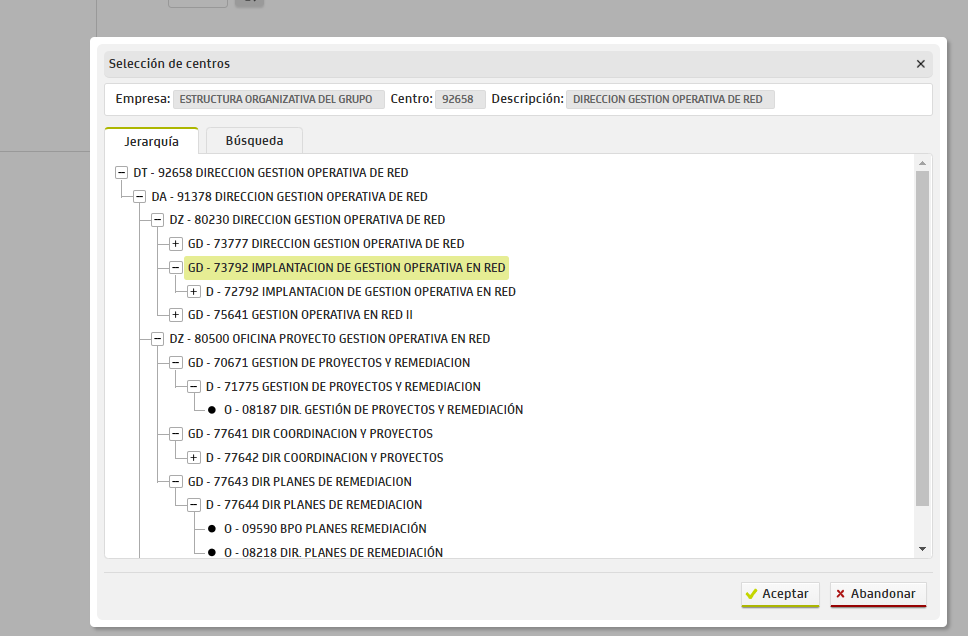 Selección de centros
Empresa: ESTRUCTURA ORGANIZATIVA DEL GRUPO Centro: 92658 Descripción: DIRECCION GESTION OPERATIVA DE RED
Jerarquía Búsqueda
DT - 92658 DIRECCION GESTION OPERATIVA DE RED
DA - 91378 DIRECCION GESTION OPERATIVA DE RED
DZ - 80230 DIRECCION GESTION OPERATIVA DE RED
GD - 73777 DIRECCION GESTION OPERATIVA DE RED
GD - 73792 IMPLANTACION DE GESTION OPERATIVA EN RED
D - 72792 IMPLANTACION DE GESTION OPERATIVA EN RED
GD - 75641 GESTION OPERATIVA EN RED II
DZ - 80500 OFICINA PROYECTO GESTION OPERATIVA EN RED
GD - 70671 GESTION DE PROYECTOS Y REMEDIACION
D - 71775 GESTION DE PROYECTOS Y REMEDIACION
O - 08187 DIR. GESTIÓN DE PROYECTOS Y REMEDIACIÓN
GD - 77641 DIR COORDINACION Y PROYECTOS
D - 77642 DIR COORDINACION Y PROYECTOS
GD - 77643 DIR PLANES DE REMEDIACION
D - 77644 DIR PLANES DE REMEDIACION
O - 09590 BPO PLANES REMEDIACIÓN
O - 08218 DIR. PLANES DE REMEDIACIÓN
Aceptar Abandonar